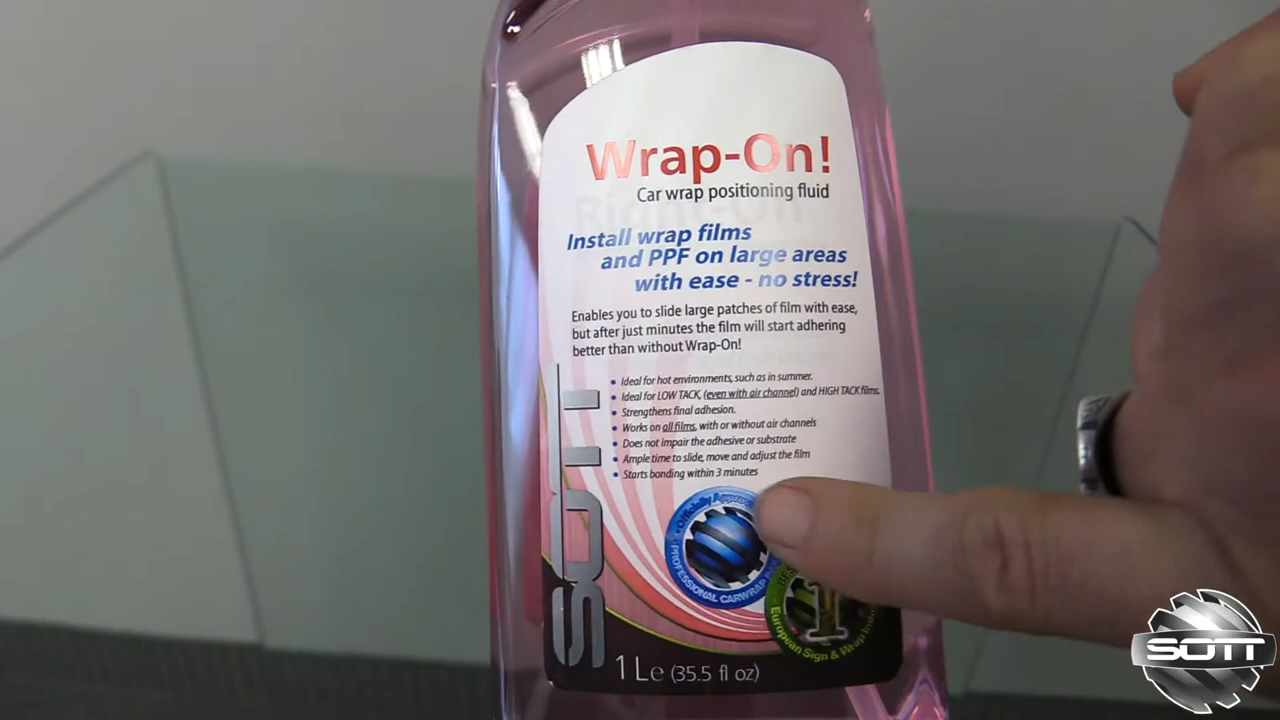 Wrap-On!
Car wrap positioning fluid
Install wrap films
and PPF on large areas
with ease - no stress!
Enables you to slide large patches of film with ease,
but after just minutes the film will start adhering
better than without Wrap-On!
• Ideal for hot environments, such as in summer.
• Ideal for LOW TACK, (even with air channel) and HIGH TACK films.
• Strengthens final adhesion.
• Works on all films, with or without air channels
• Does not impair the adhesive or substrate
• Ample time to slide, move and adjust the film
• Starts bonding within 3 minutes
SOTT
Officially
PROFESSIONAL CARWRAP
1
European Sign & Wrap
1 Le (35.5 fl oz)
SOTT